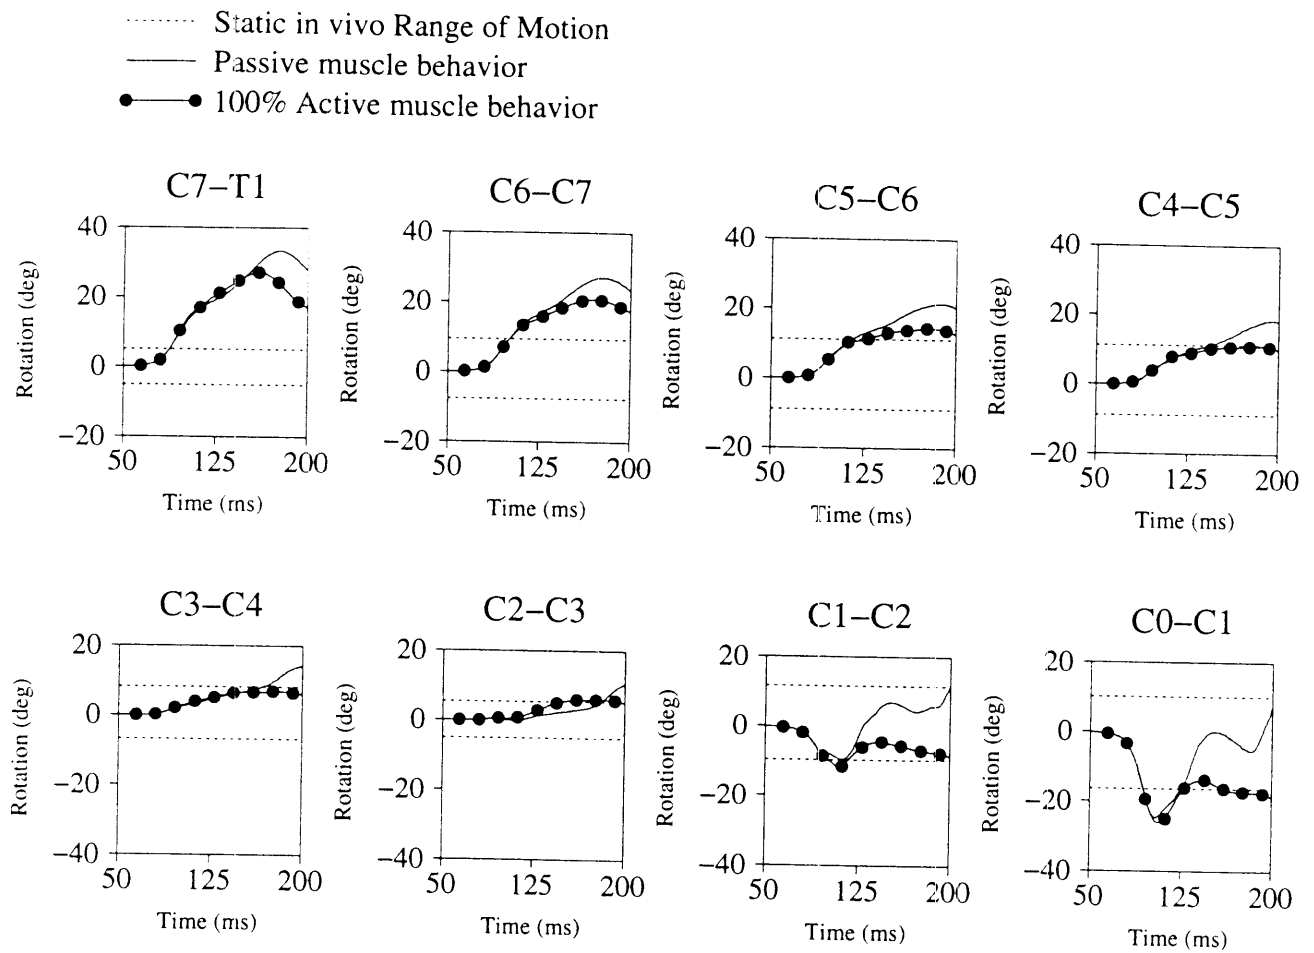 Static in vivo Range of Motion
Passive muscle behavior
100% Active muscle behavior
C7–T1
C6–C7
C5–C6
C4–C5
40
20
0
−20
50
125
200
Rotation (deg)
Time (ms)
40
20
0
−20
50
125
200
Rotation (deg)
Time (ms)
40
20
0
−20
50
125
200
Rotation (deg)
Time (ms)
40
20
0
−20
50
125
200
Rotation (deg)
Time (ms)
C3–C4
C2–C3
C1–C2
C0–C1
20
0
−20
−40
50
125
200
Rotation (deg)
Time (ms)
20
0
−20
−40
50
125
200
Rotation (deg)
Time (ms)
20
0
−20
−40
50
125
200
Rotation (deg)
Time (ms)
20
0
−20
−40
50
125
200
Rotation (deg)
Time (ms)